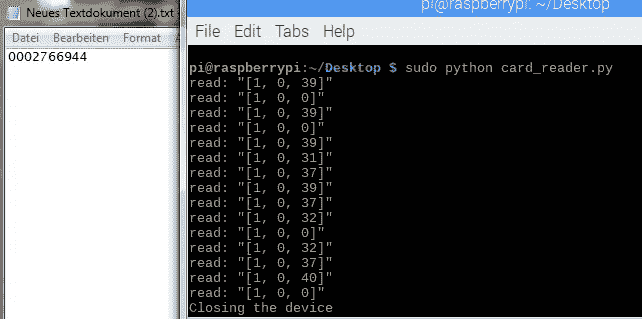 Neues Textdokument (2).txt -
Datei Bearbeiten Format A
0002766944
pi@raspberrypi: ~/Desktop
File Edit Tabs Help
pi@raspberrypi:~/Desktop $ sudo python card_reader.py
read: "[1, 0, 39]"
read: "[1, 0, 0]"
read: "[1, 0, 39]"
read: "[1, 0, 0]"
read: "[1, 0, 39]"
read: "[1, 0, 31]"
read: "[1, 0, 37]"
read: "[1, 0, 39]"
read: "[1, 0, 37]"
read: "[1, 0, 32]"
read: "[1, 0, 0]"
read: "[1, 0, 32]"
read: "[1, 0, 37]"
read: "[1, 0, 40]"
read: "[1, 0, 0]"
Closing the device